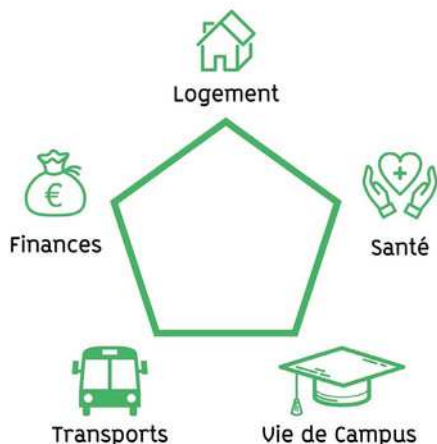 Logement
€
Finances
Santé
Transports
Vie de Campus